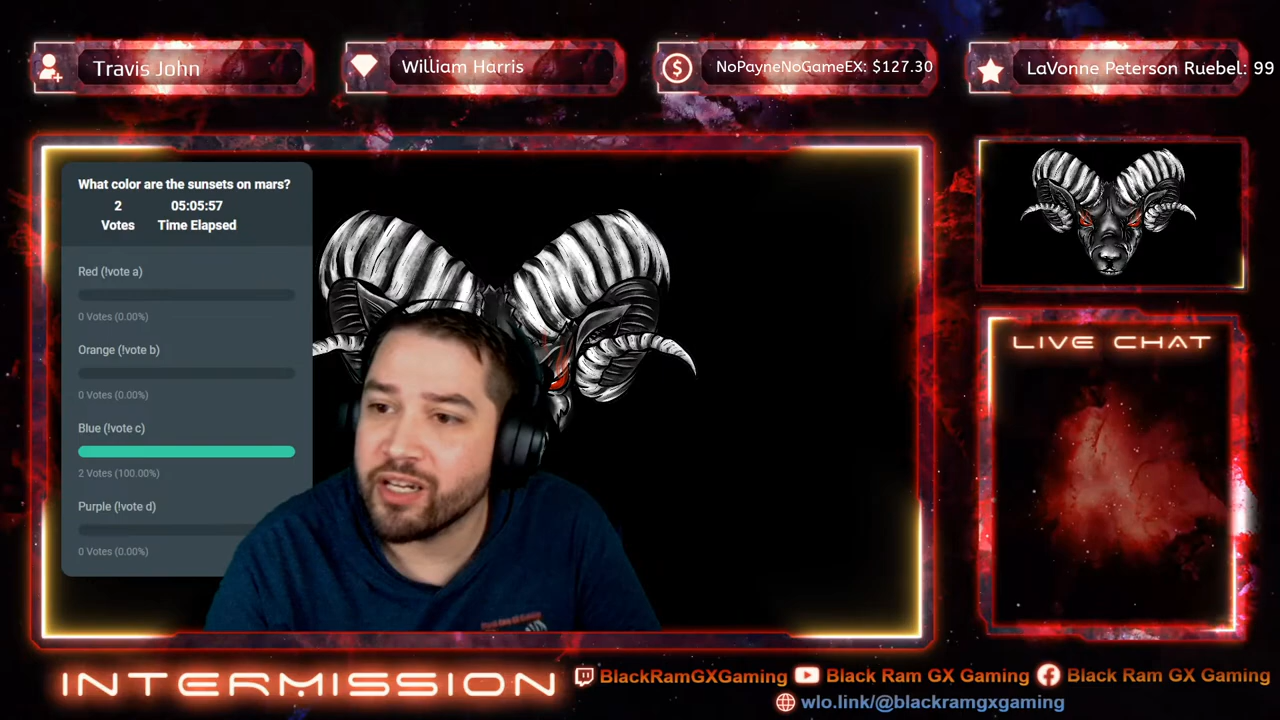 Travis John
William Harris
NoPayneNoGameEX: $127.30
LaVonne Peterson Ruebel: 99
What color are the sunsets on mars?
2 05:05:57
Votes Time Elapsed
Red (!vote a)
0 Votes (0.00%)
Orange (!vote b)
0 Votes (0.00%)
Blue (!vote c)
2 Votes (100.00%)
Purple (!vote d)
0 Votes (0.00%)
LIVE CHAT
INTERMISSION
BlackRamGXGaming
Black Ram GX Gaming
Black Ram GX Gaming
wlo.link/@blackramgxgaming